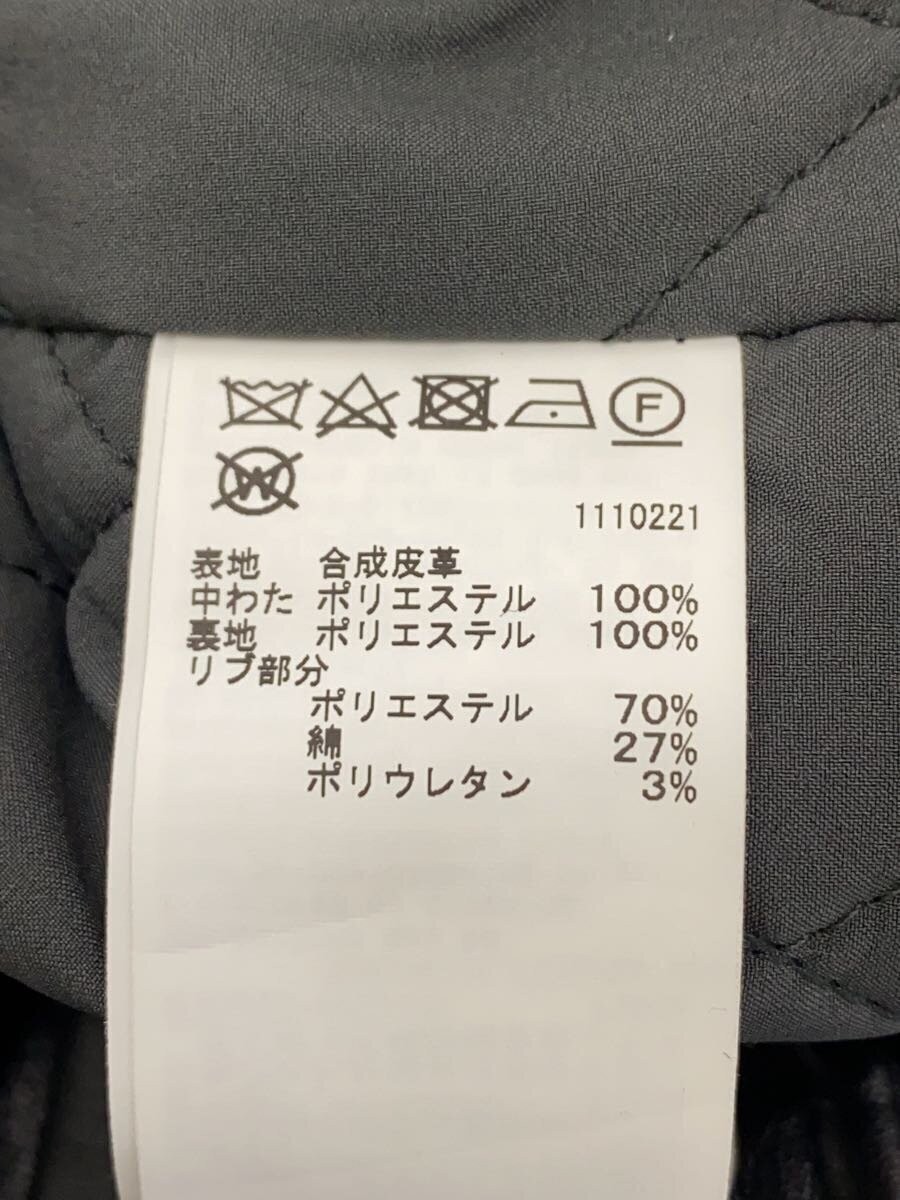 F
W
1110221
表地 合成皮革
中わた ポリエステル 100%
裏地 ポリエステル 100%
リブ部分
ポリエステル 70%
綿 27%
ポリウレタン 3%